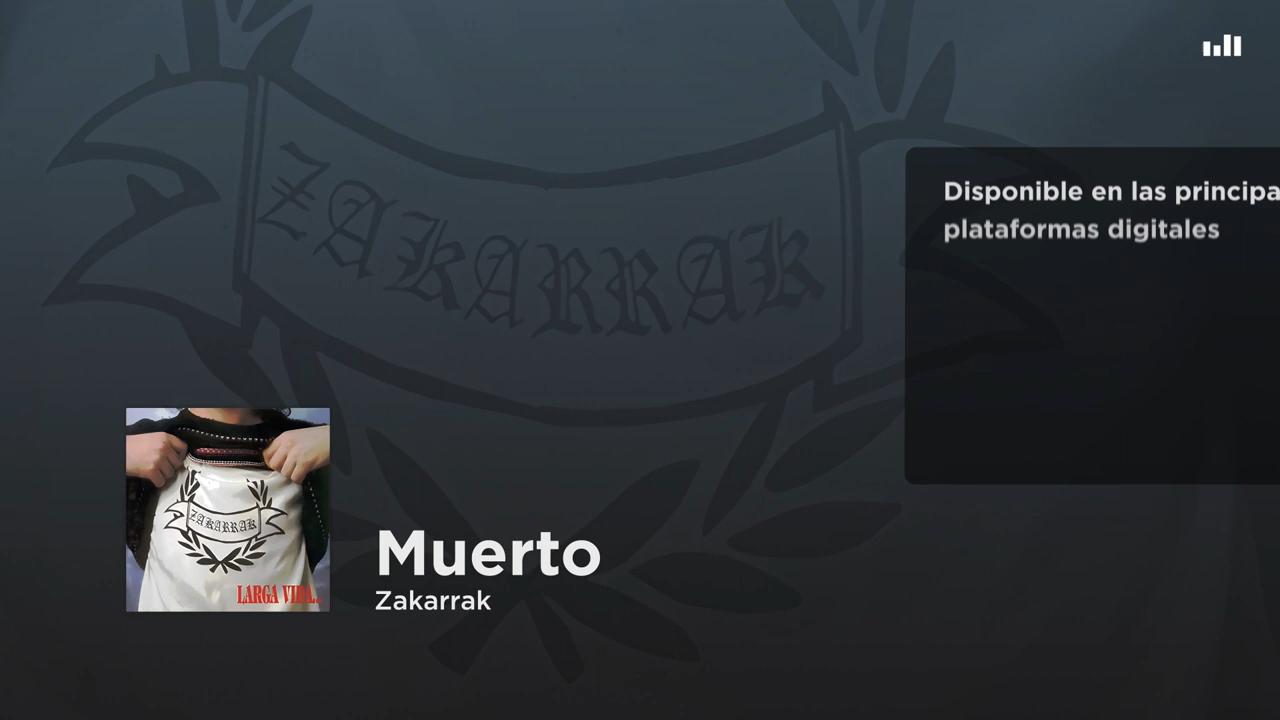 ZAKARRAK
Disponible en las principa
plataformas digitales
ZAKARRAK
LARGA VIDA...
Muerto
Zakarrak